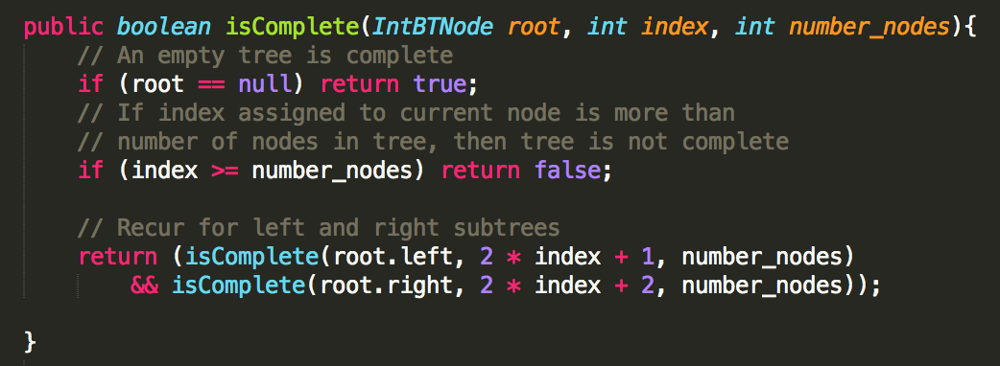 public boolean isComplete(IntBTNode root, int index, int number_nodes){
// An empty tree is complete
if (root == null) return true;
// If index assigned to current node is more than
// number of nodes in tree, then tree is not complete
if (index >= number_nodes) return false;
// Recur for left and right subtrees
return (isComplete(root.left, 2 * index + 1, number_nodes)
&& isComplete(root.right, 2 * index + 2, number_nodes));
}